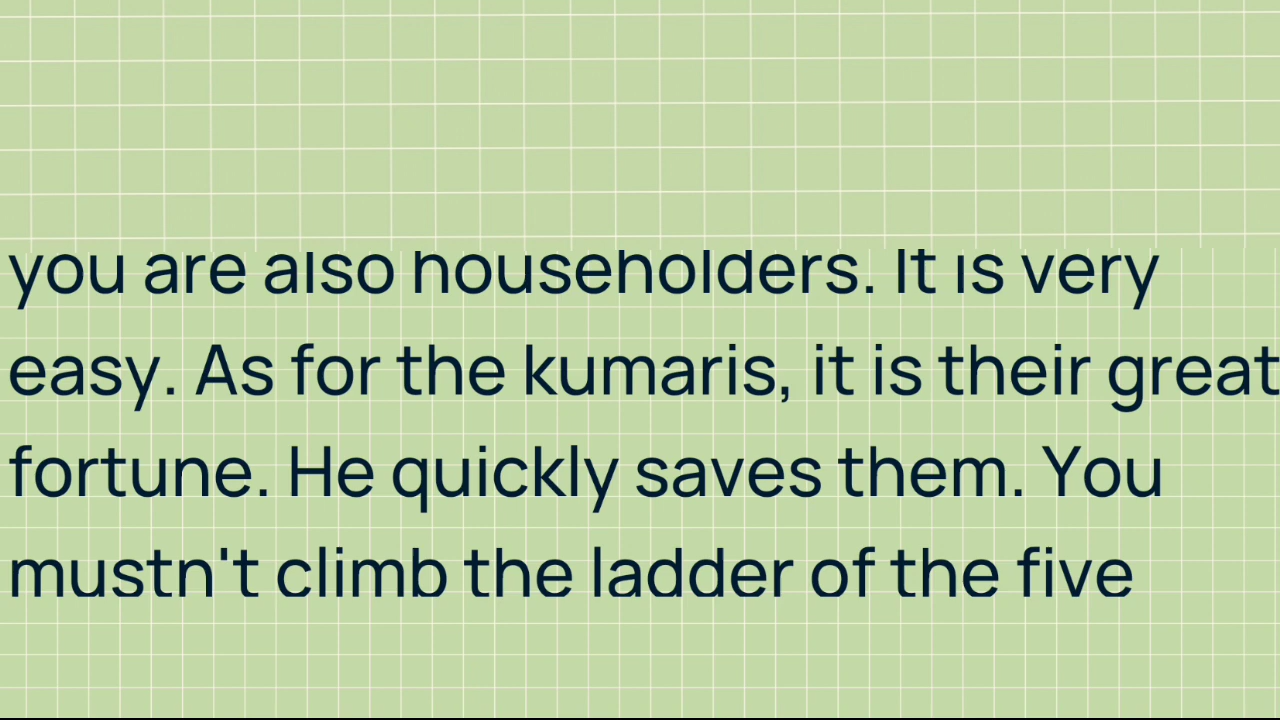 you are also householders. It is very
easy. As for the kumaris, it is their great
fortune. He quickly saves them. You
mustn't climb the ladder of the five